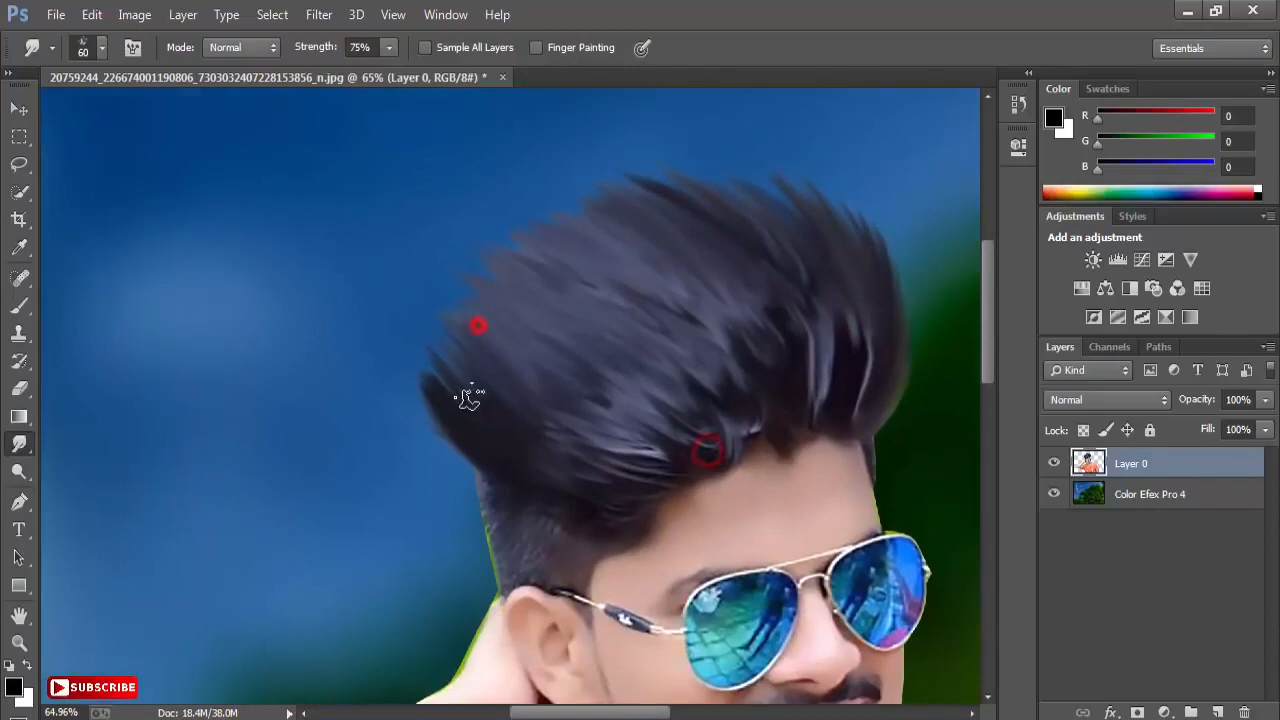 Ps File Edit Image Layer Type Select Filter 3D View Window Help
60 Mode: Normal Strength: 75% Sample All Layers Finger Painting Essentials
20759244_226674001190806_7303032407228153856_n.jpg @ 65% (Layer 0, RGB/8#) * ×
Color Swatches
R 0
G 0
B 0
Adjustments Styles
Add an adjustment
Layers Channels Paths
Kind
Normal Opacity: 100%
Lock: Fill: 100%
Layer 0
Color Efex Pro 4
SUBSCRIBE
64.96% Doc: 18.4M/38.0M